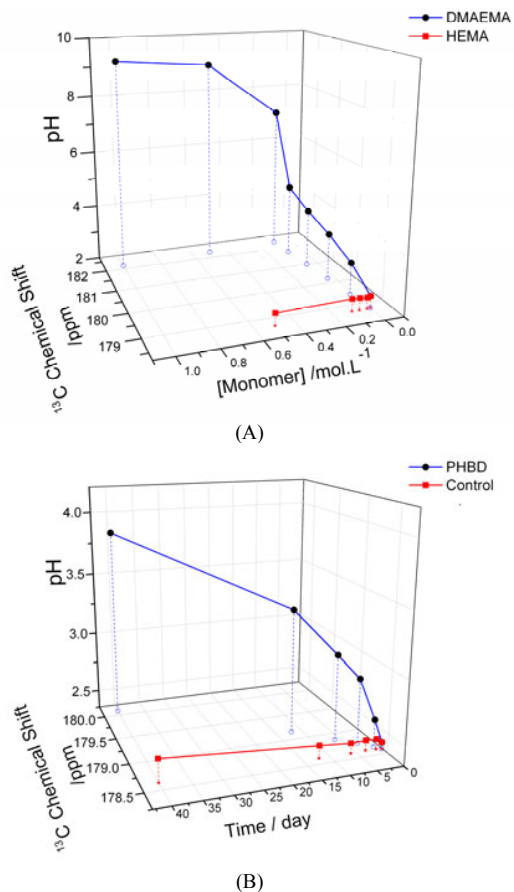 DMAEMA
HEMA
10
8
6
4
2
pH
182
181
180
179
¹³C Chemical Shift
/ppm
1.0
0.8
0.6
0.4
0.2
0.0
[Monomer] /mol.L⁻¹
(A)
PHBD
Control
4.0
3.5
3.0
2.5
pH
180.0
179.5
179.0
178.5
¹³C Chemical Shift
/ppm
40
35
30
25
20
15
10
5
0
Time / day
(B)